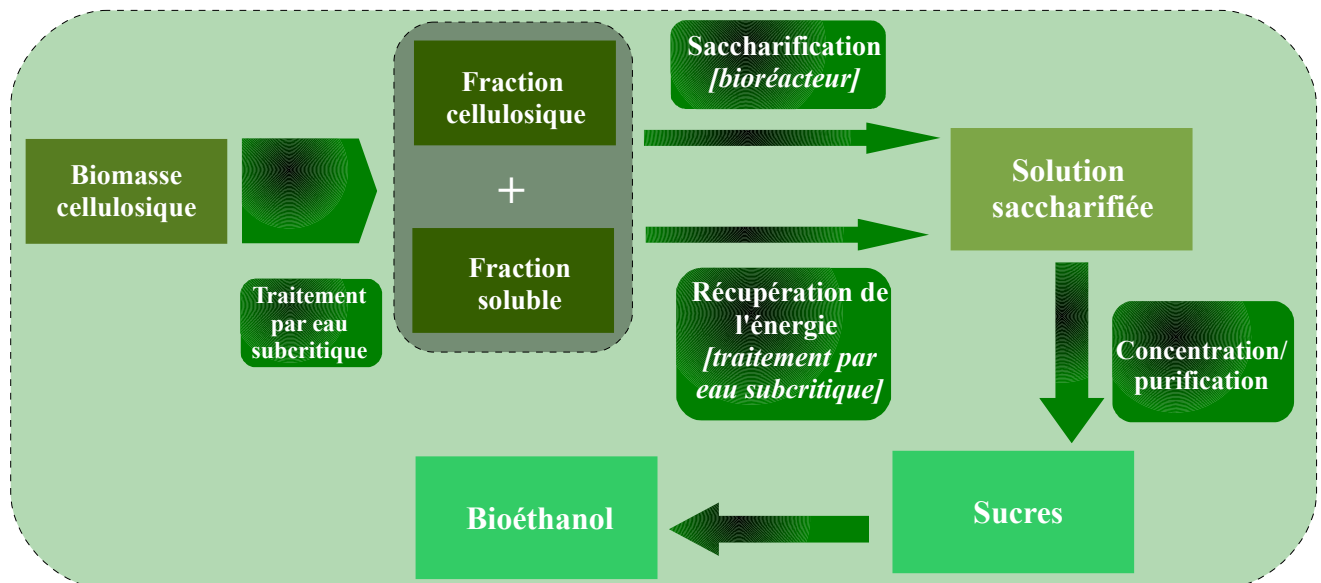 Biomasse
cellulosique
Traitement
par eau
subcritique
Fraction
cellulosique
+
Fraction
soluble
Saccharification
[bioréacteur]
Récupération de
l'énergie
[traitement par
eau subcritique]
Solution
saccharifiée
Concentration/
purification
Sucres
Bioéthanol